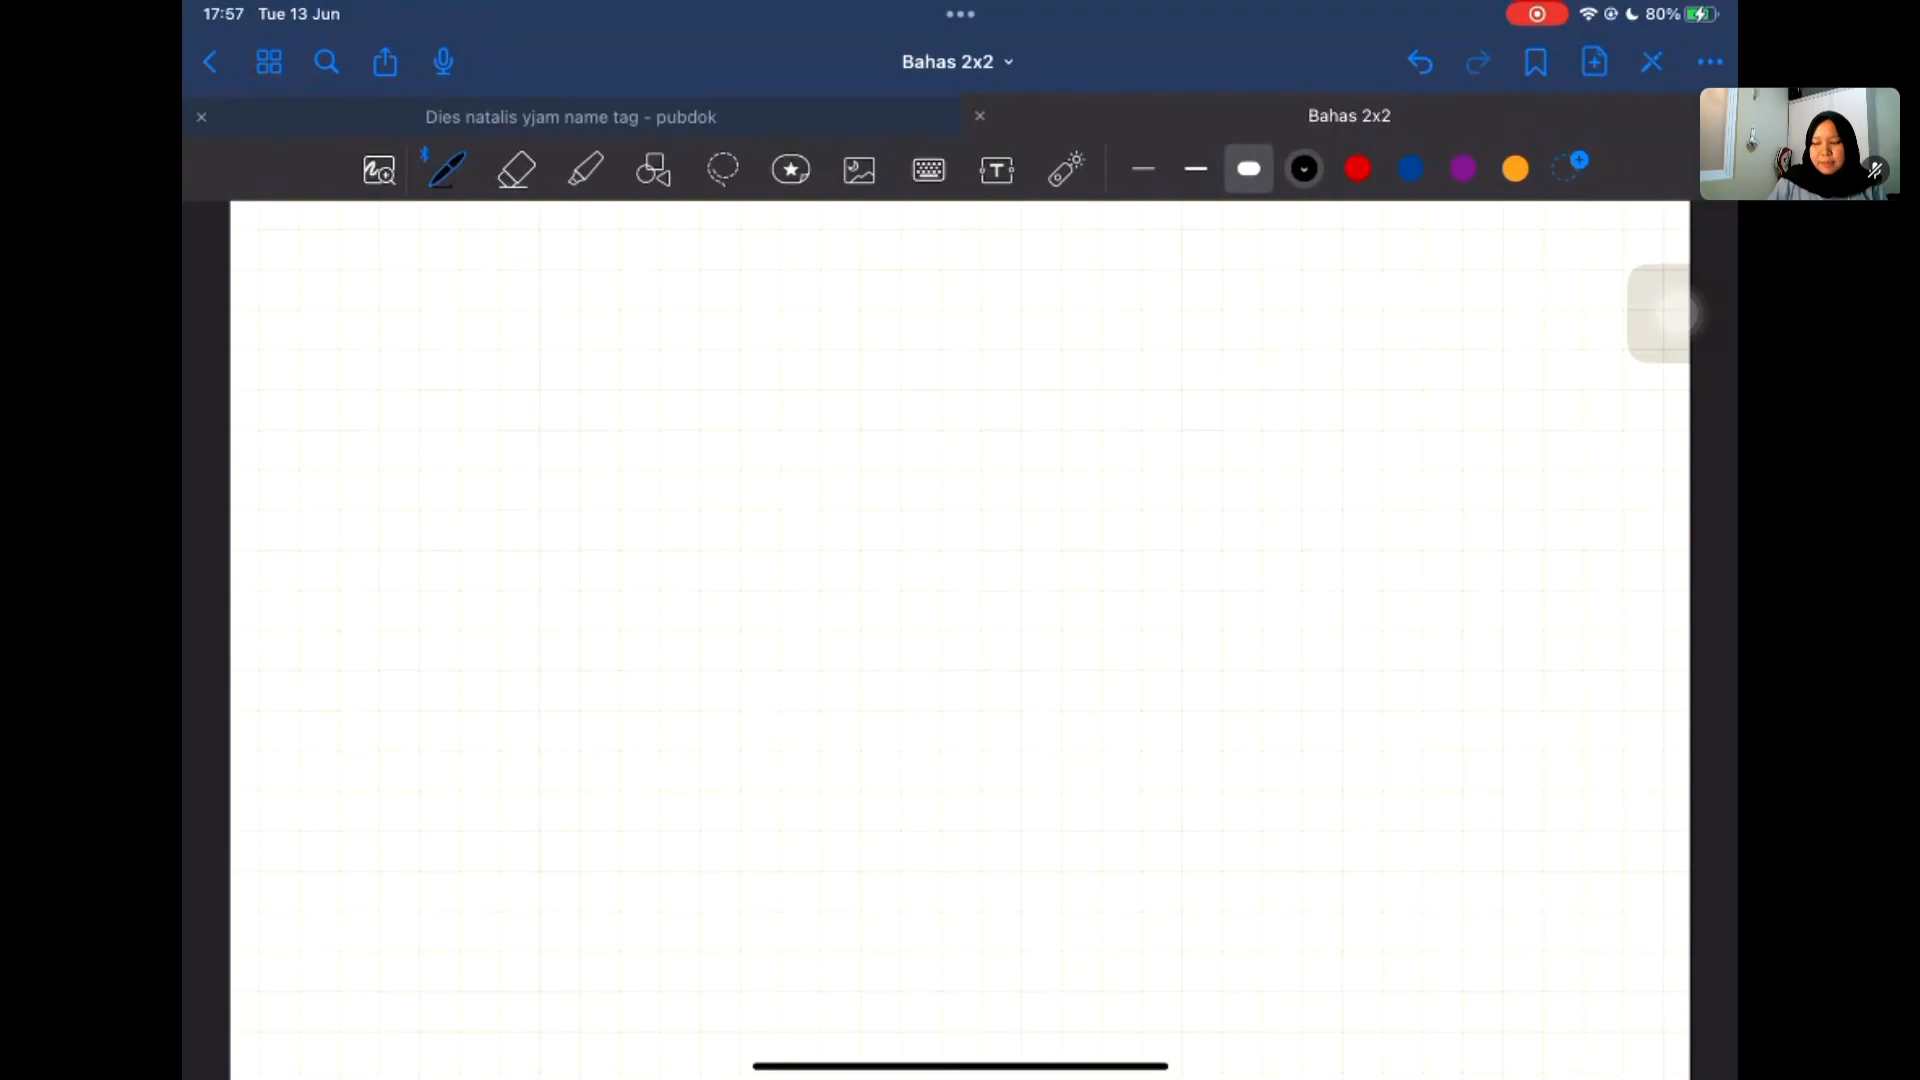 17:57 Tue 13 Jun
80%
Bahas 2x2
Dies natalis yjam name tag - pubdok
Bahas 2x2
T